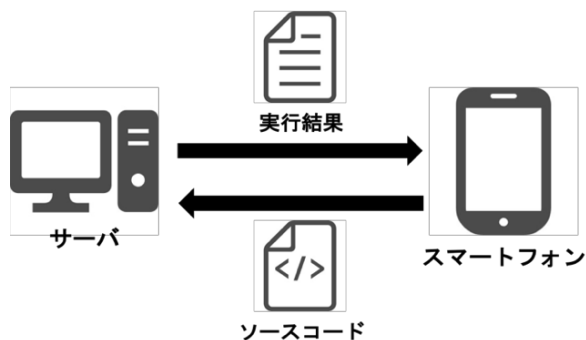 実行結果
サーバ
スマートフォン
</>
ソースコード